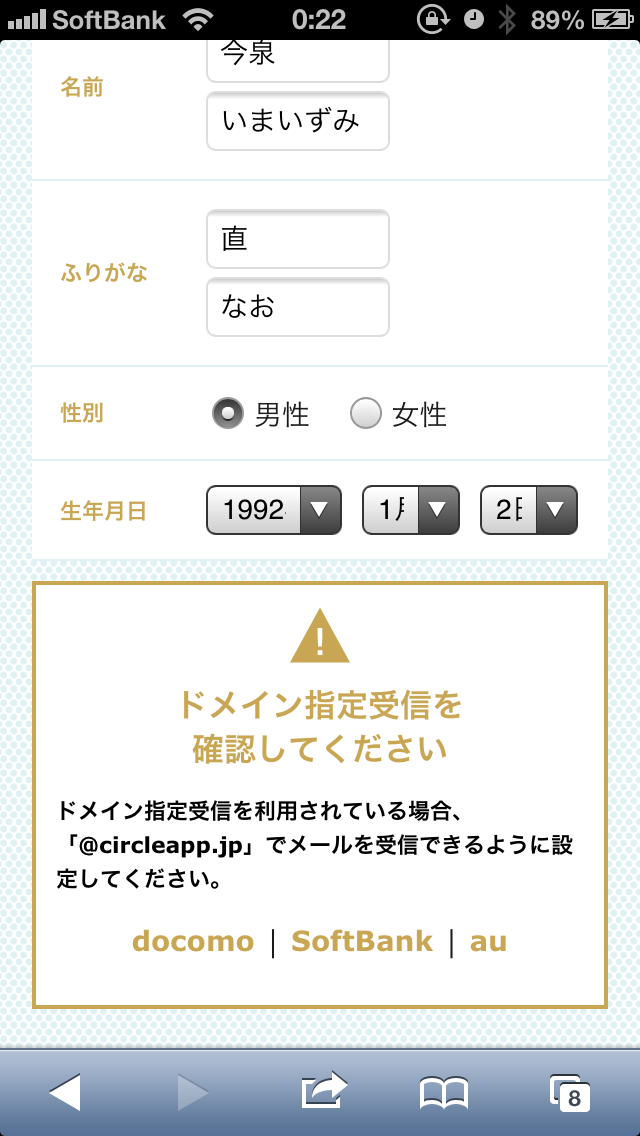 SoftBank 0:22 89%
今泉
名前
いまいずみ
直
ふりがな
なお
性別 男性 女性
生年月日 1992 1月 2日
!
ドメイン指定受信を
確認してください
ドメイン指定受信を利用されている場合、
「@circleapp.jp」でメールを受信できるように設
定してください。
docomo | SoftBank | au
8